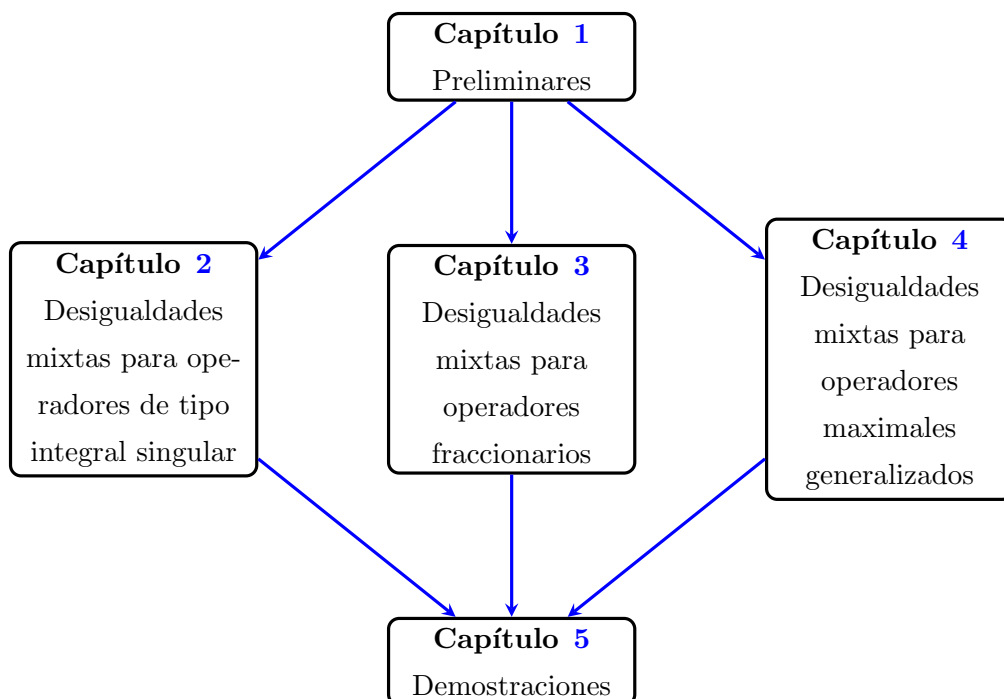 Capítulo 1
Preliminares
Capítulo 2
Desigualdades
mixtas para ope-
radores de tipo
integral singular
Capítulo 3
Desigualdades
mixtas para
operadores
fraccionarios
Capítulo 4
Desigualdades
mixtas para
operadores
maximales
generalizados
Capítulo 5
Demostraciones